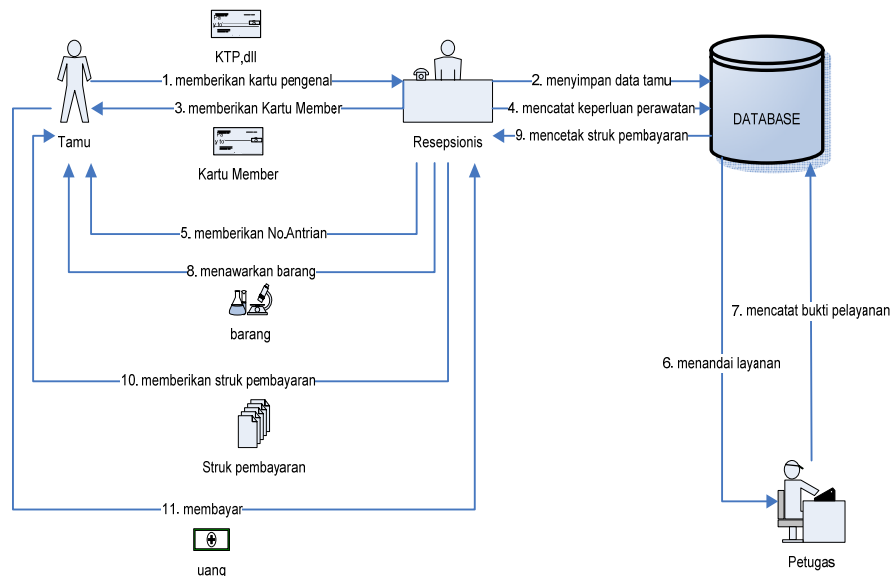 KTP,dll
1. memberikan kartu pengenal
2. menyimpan data tamu
3. memberikan Kartu Member
4. mencatat keperluan perawatan
DATABASE
9. mencetak struk pembayaran
Tamu
Resepsionis
Kartu Member
5. memberikan No.Antrian
8. menawarkan barang
barang
7. mencatat bukti pelayanan
6. menandai layanan
10. memberikan struk pembayaran
Struk pembayaran
11. membayar
Petugas
uang